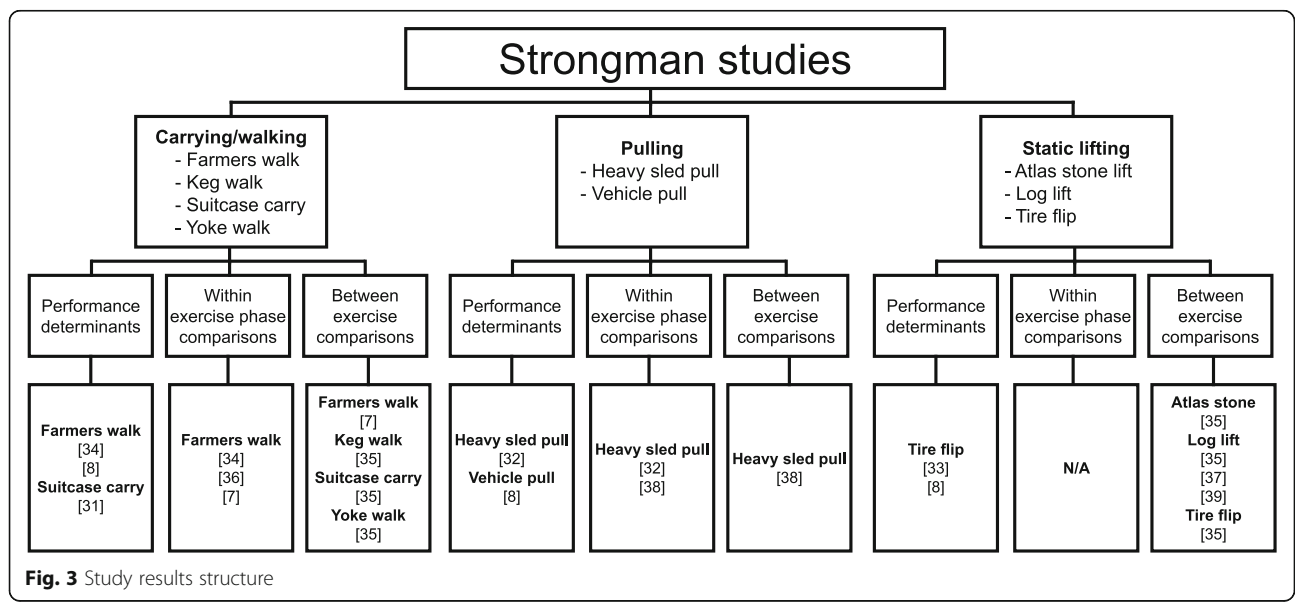 Strongman studies
Carrying/walking
- Farmers walk
- Keg walk
- Suitcase carry
- Yoke walk
Pulling
- Heavy sled pull
- Vehicle pull
Static lifting
- Atlas stone lift
- Log lift
- Tire flip
Performance
determinants
Within
exercise phase
comparisons
Between
exercise
comparisons
Performance
determinants
Within
exercise phase
comparisons
Between
exercise
comparisons
Performance
determinants
Within
exercise phase
comparisons
Between
exercise
comparisons
Farmers walk
[34]
[8]
Suitcase carry
[31]
Farmers walk
[34]
[36]
[7]
Farmers walk
[7]
Keg walk
[35]
Suitcase carry
[35]
Yoke walk
[35]
Heavy sled pull
[32]
Vehicle pull
[8]
Heavy sled pull
[32]
[38]
Heavy sled pull
[38]
Tire flip
[33]
[8]
N/A
Atlas stone
[35]
Log lift
[35]
[37]
[39]
Tire flip
[35]
Fig. 3 Study results structure